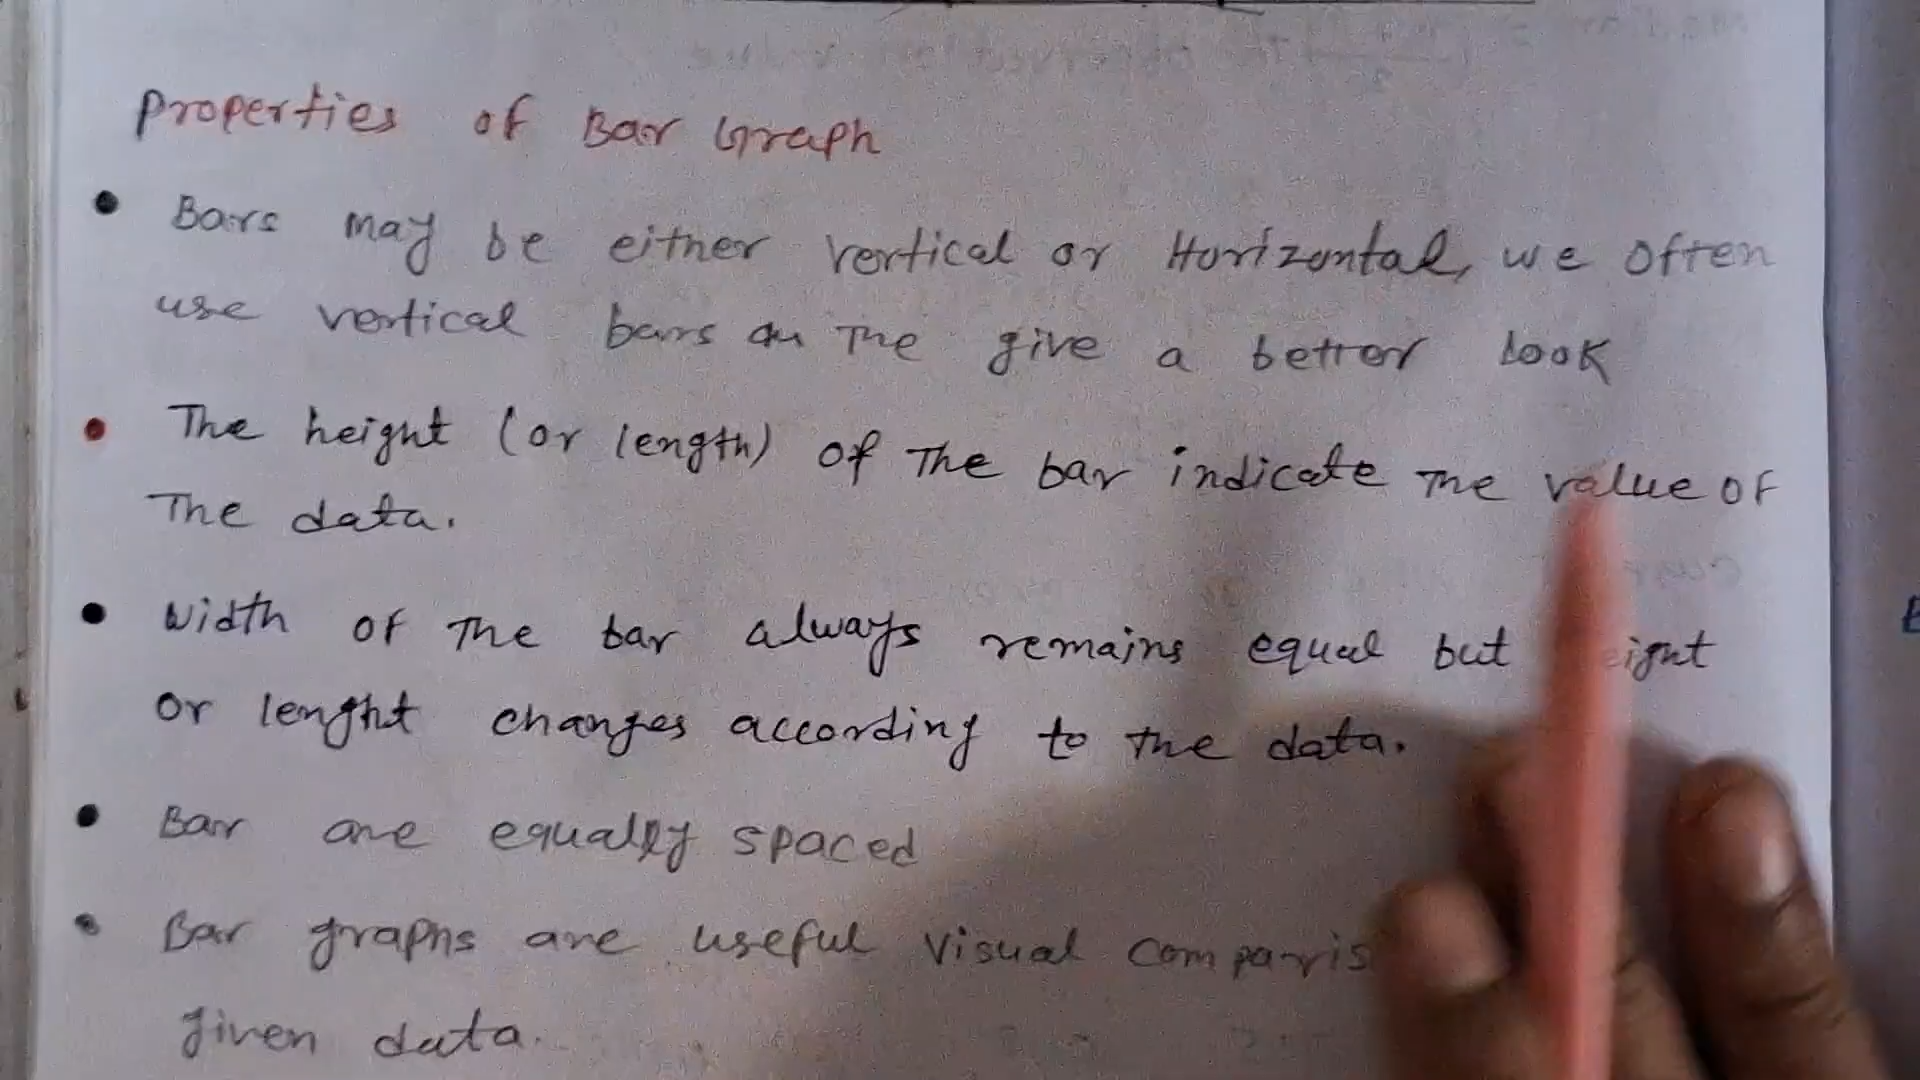 Properties of Bar Graph
Bars may be either vertical or Horizontal, we often
use vertical bars as The give a better look
The height (or length) of The bar indicate The value of
The data.
Width of The bar always remains equal but
or lenght changes according to the data.
Bar are equally spaced
Bar graphs are useful visual
given data.